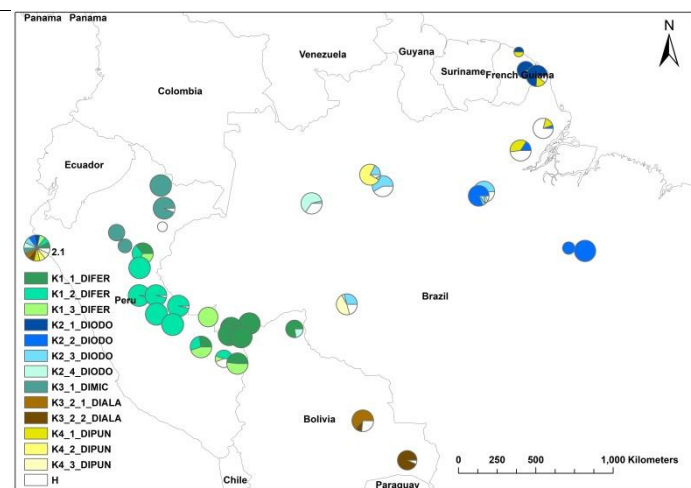 Panama Panama
Venezuela
Guyana
Suriname
French Guiana
N
Colombia
Ecuador
2.1
K1_1_DIFER
K1_2_DIFER
K1_3_DIFER
K2_1_DIODO
K2_2_DIODO
K2_3_DIODO
K2_4_DIODO
K3_1_DIMIC
K3_2_1_DIALA
K3_2_2_DIALA
K4_1_DIPUN
K4_2_DIPUN
K4_3_DIPUN
H
Peru
Brazil
Bolivia
Chile
Paraguay
0 250 500 1,000 Kilometers